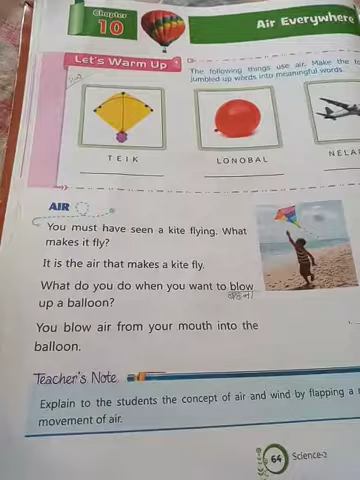 Chapter
10
Air Everywhere
Let's Warm Up
The following things use air. Make the
jumbled up words into meaningful words.
TEIK
LONOBAL
NELA
AIR
You must have seen a kite flying. What
makes it fly?
It is the air that makes a kite fly.
What do you do when you want to blow
up a balloon?
You blow air from your mouth into the
balloon.
Teacher's Note
Explain to the students the concept of air and wind by flapping a
movement of air.
64
Science-2